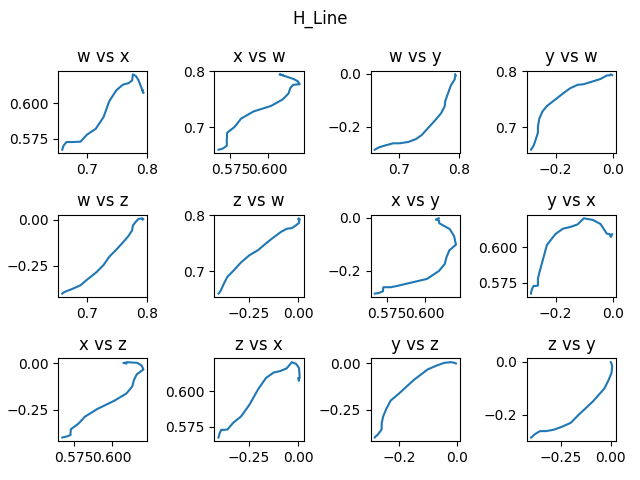 H_Line
w vs x x vs w w vs y y vs w
0.600 0.575 0.7 0.8
0.8 0.7 0.575 0.600
0.0 −0.2 0.7 0.8
0.8 0.7 −0.2 0.0
w vs z z vs w x vs y y vs x
0.00 −0.25 0.7 0.8
0.8 0.7 −0.25 0.00
0.0 −0.2 0.575 0.600
0.600 0.575 −0.2 0.0
x vs z z vs x y vs z z vs y
0.00 −0.25 0.575 0.600
0.600 0.575 −0.25 0.00
0.00 −0.25 −0.2 0.0
0.0 −0.2 −0.25 0.00